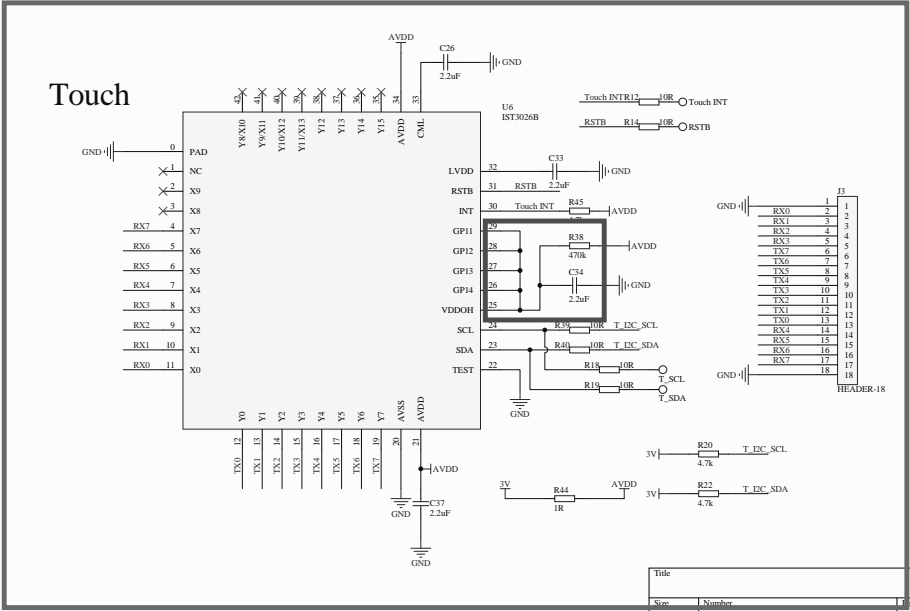 Touch
AVDD
C26
2.2uF
GND
U6
IST3026B
42 41 40 39 38 37 36 35 34 33
Y8/X10 Y9/X11 Y10/X12 Y11/X13 Y12 Y13 Y14 Y15 AVDD CML
Touch INT R12 10R Touch INT
RSTB R14 10R RSTB
GND 0 PAD
1 NC
2 X9
3 X8
RX7 4 X7
RX6 5 X6
RX5 6 X5
RX4 7 X4
RX3 8 X3
RX2 9 X2
RX1 10 X1
RX0 11 X0
LVDD 32 C33 2.2uF GND
RSTB 31 RSTB
INT 30 Touch INT R45 AVDD
GP11 29
GP12 28
GP13 27
GP14 26
VDDOH 25
R38 470k AVDD
C34 2.2uF GND
SCL 24 R39 10R T_I2C_SCL
SDA 23 R40 10R T_I2C_SDA
TEST 22
R18 10R T_SCL
R19 10R T_SDA
GND
Y0 Y1 Y2 Y3 Y4 Y5 Y6 Y7 AVSS AVDD
12 13 14 15 16 17 18 19 20 21
TX0 TX1 TX2 TX3 TX4 TX5 TX6 TX7
AVDD
GND
C37
2.2uF
GND
J3
GND 1 1
RX0 2 2
RX1 3 3
RX2 4 4
RX3 5 5
TX7 6 6
TX6 7 7
TX5 8 8
TX4 9 9
TX3 10 10
TX2 11 11
TX1 12 12
TX0 13 13
RX4 14 14
RX5 15 15
RX6 16 16
RX7 17 17
GND 18 18
HEADER-18
3V R20 4.7k T_I2C_SCL
3V R22 4.7k T_I2C_SDA
3V R44 1R AVDD
Title
Size Number